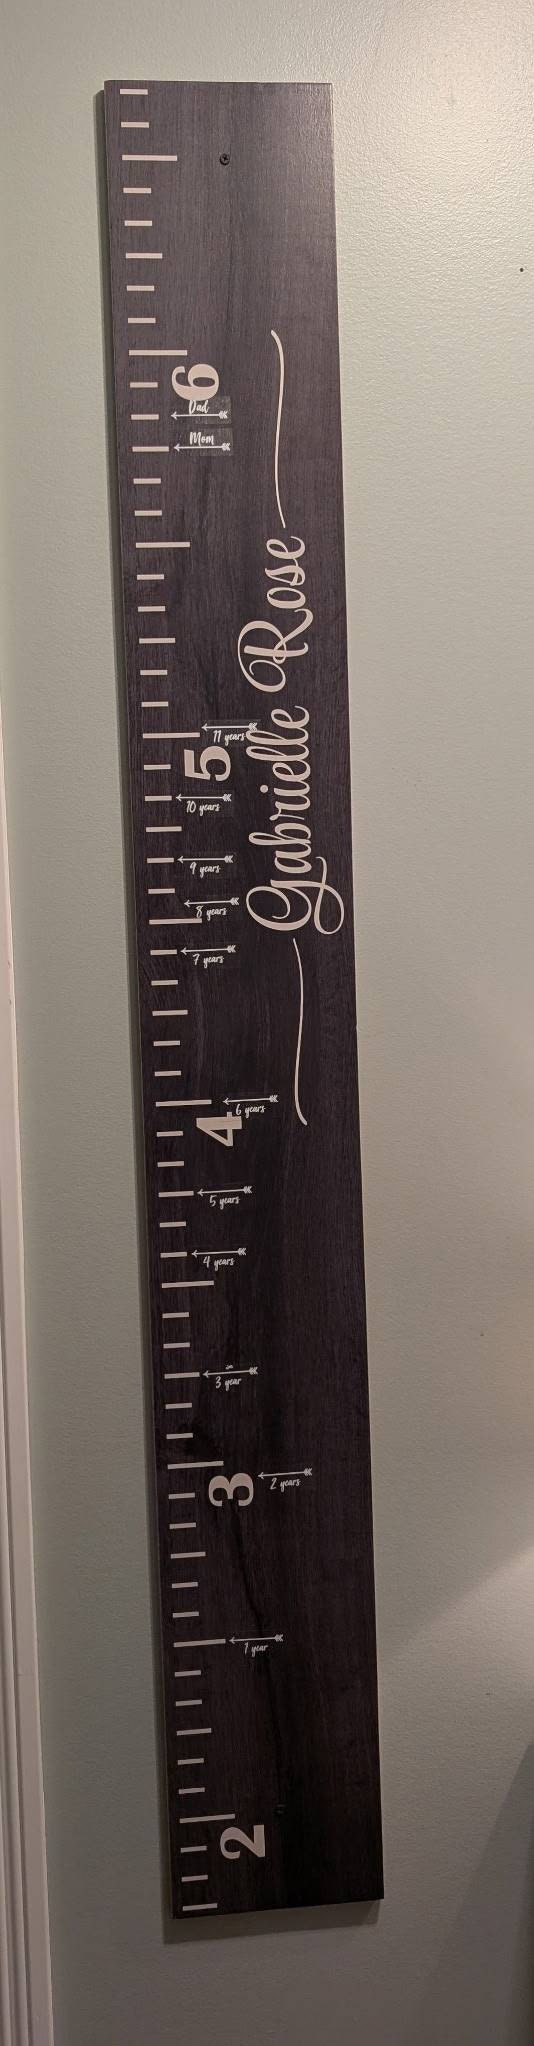 6
Dad
Mom
Gabrielle Rose
11 years
5
10 years
9 years
8 years
7 years
6 years
4
5 years
4 years
3 year
3
2 years
1 year
2